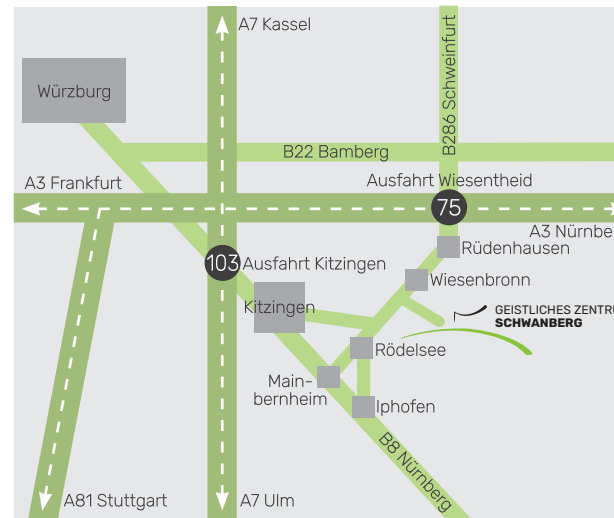 A7 Kassel
B286 Schweinfurt
Würzburg
B22 Bamberg
A3 Frankfurt
Ausfahrt Wiesentheid
75
A3 Nürnbe
Rüdenhausen
103
Ausfahrt Kitzingen
Wiesenbronn
Kitzingen
GEISTLICHES ZENTRU
SCHWANBERG
Rödelsee
Main-
bernheim
Iphofen
B8 Nürnberg
A81 Stuttgart
A7 Ulm